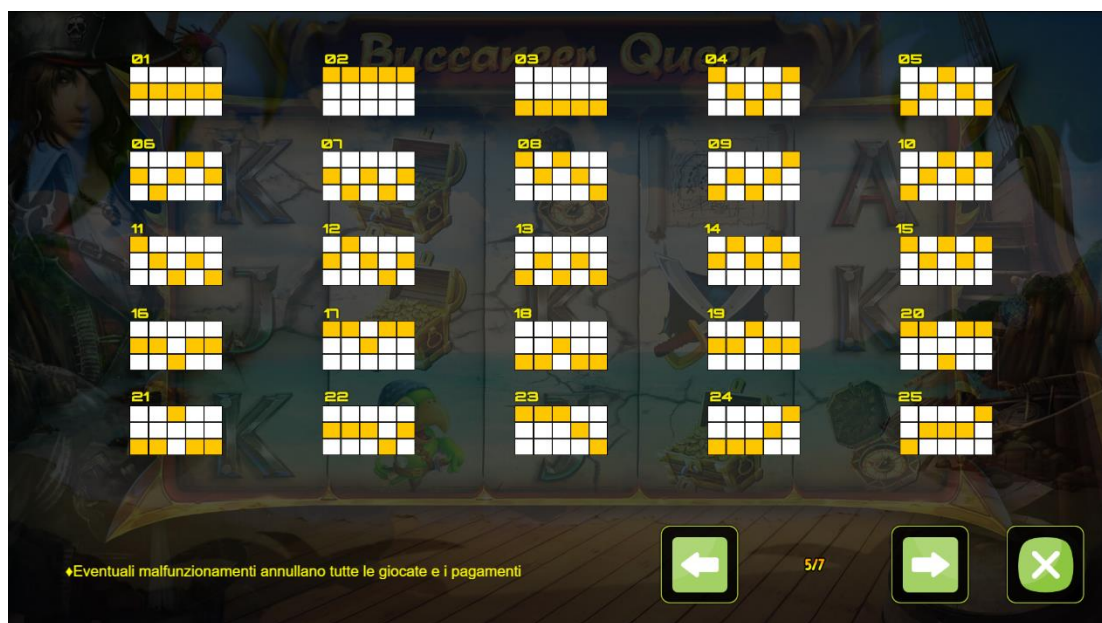 Buccaneer Queen
01 02 03 04 05
06 07 08 09 10
11 12 13 14 15
16 17 18 19 20
21 22 23 24 25
♦Eventuali malfunzionamenti annullano tutte le giocate e i pagamenti
5/7